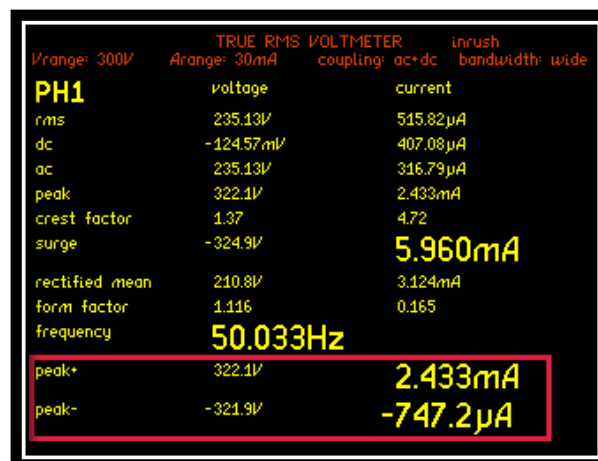 TRUE RMS VOLTMETER inrush
Vrange: 300V Arange: 30mA coupling: ac+dc bandwidth: wide
PH1 voltage current
rms 235.13V 515.82µA
dc -124.57mV 407.08µA
ac 235.13V 316.79µA
peak 322.1V 2.433mA
crest factor 1.37 4.72
surge -324.9V 5.960mA
rectified mean 210.8V 3.124mA
form factor 1.116 0.165
frequency 50.033Hz
peak+ 322.1V 2.433mA
peak- -321.9V -747.2µA